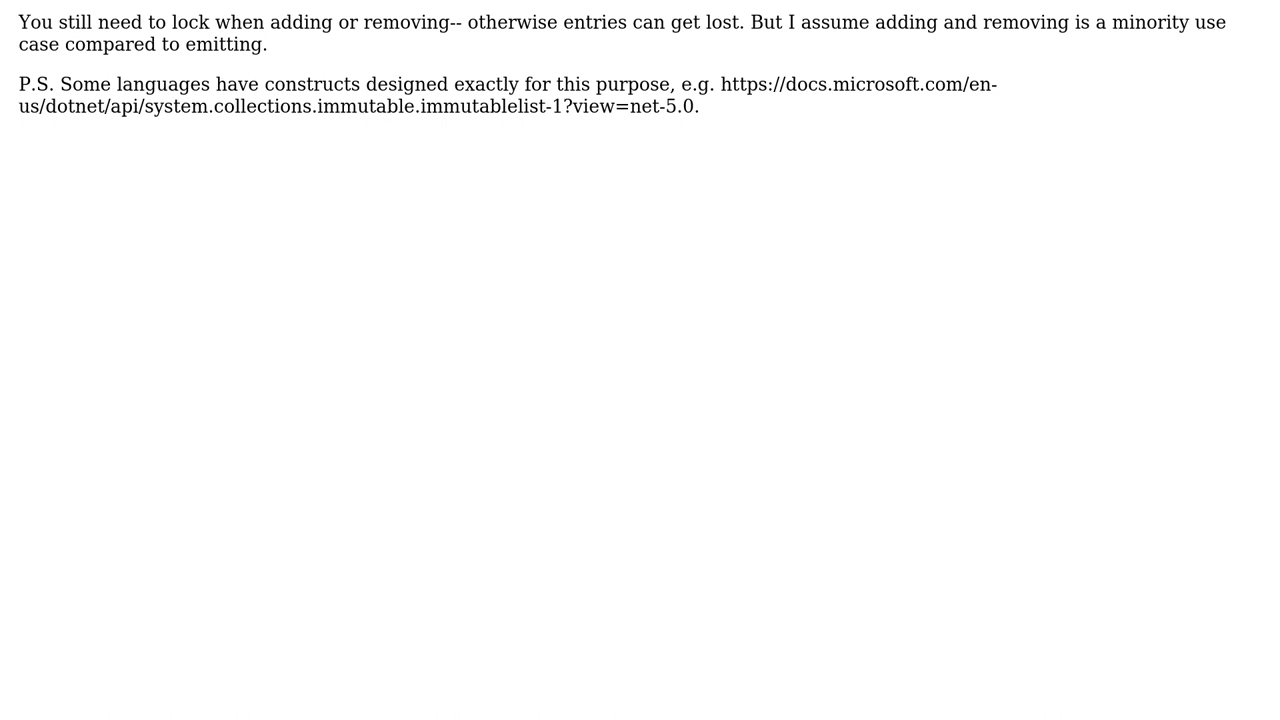 You still need to lock when adding or removing-- otherwise entries can get lost. But I assume adding and removing is a minority use
case compared to emitting.
P.S. Some languages have constructs designed exactly for this purpose, e.g. https://docs.microsoft.com/en-
us/dotnet/api/system.collections.immutable.immutablelist-1?view=net-5.0.